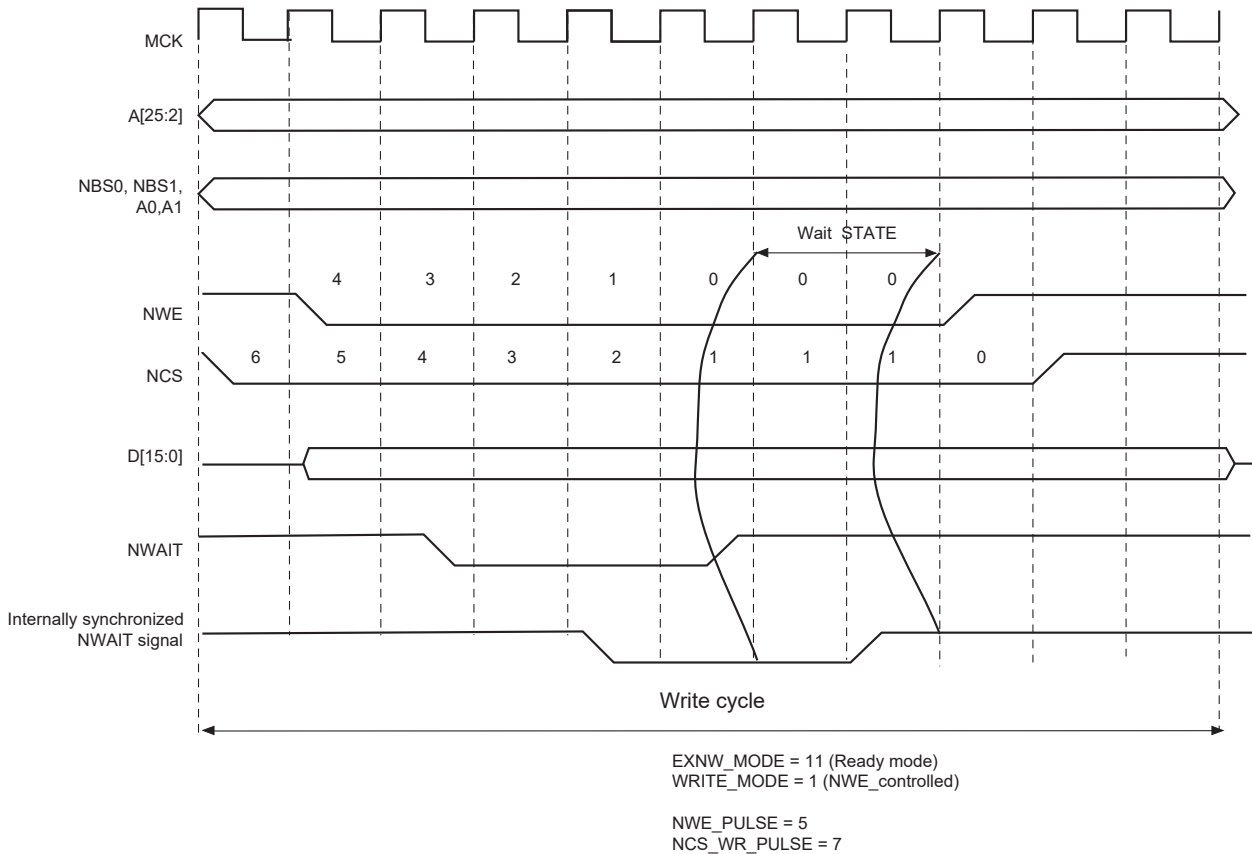 MCK
A[25:2]
NBS0, NBS1,
A0,A1
Wait STATE
4 3 2 1 0 0 0
NWE
6 5 4 3 2 1 1 1 0
NCS
D[15:0]
NWAIT
Internally synchronized
NWAIT signal
Write cycle
EXNW_MODE = 11 (Ready mode)
WRITE_MODE = 1 (NWE_controlled)
NWE_PULSE = 5
NCS_WR_PULSE = 7